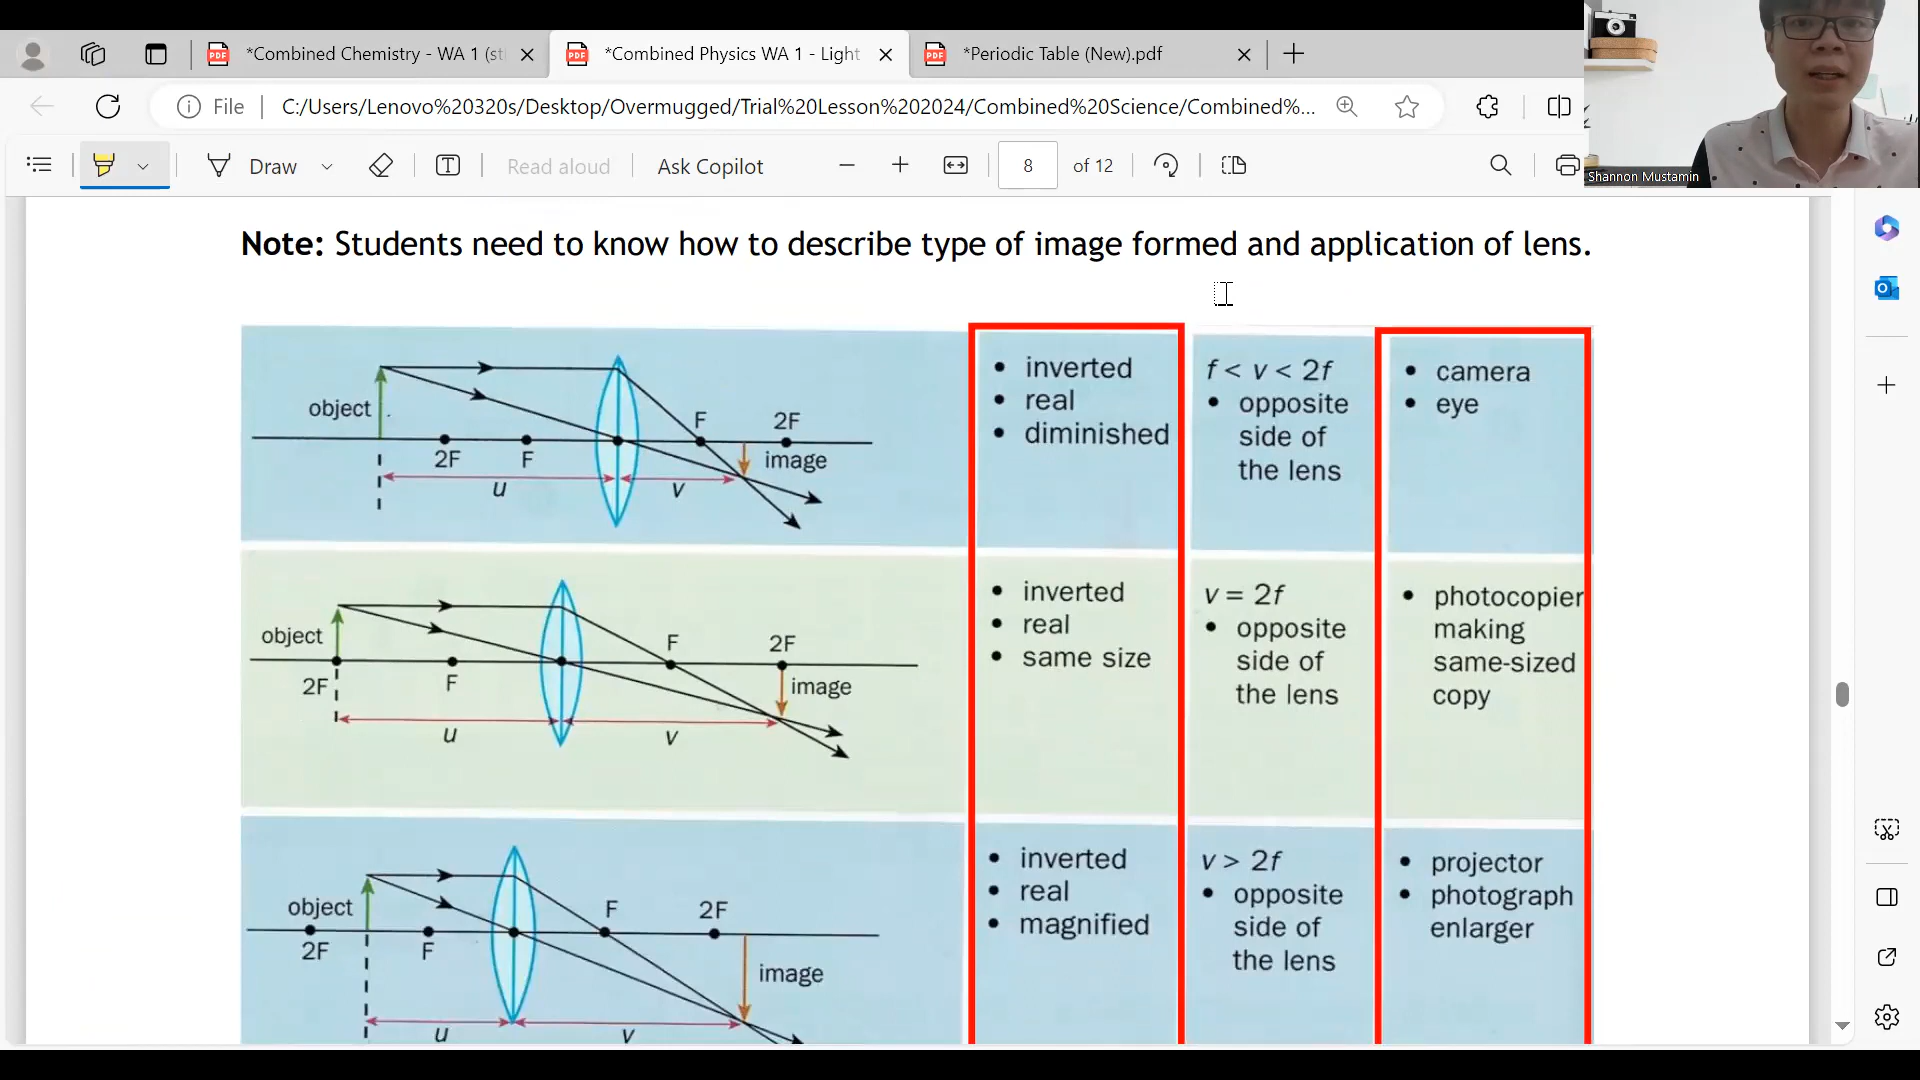 *Combined Chemistry - WA 1 (st
*Combined Physics WA 1 - Light
*Periodic Table (New).pdf
File
C:/Users/Lenovo%20320s/Desktop/Overmugged/Trial%20Lesson%202024/Combined%20Science/Combined%...
Draw
Read aloud
Ask Copilot
8
of 12
Shannon Mustamin
Note: Students need to know how to describe type of image formed and application of lens.
object
2F
F
F
2F
image
u
v
• inverted
• real
• diminished
f < v < 2f
• opposite
side of
the lens
• camera
• eye
object
2F
F
F
2F
image
u
v
• inverted
• real
• same size
v = 2f
• opposite
side of
the lens
• photocopier
making
same-sized
copy
object
2F
F
F
2F
image
u
v
• inverted
• real
• magnified
v > 2f
• opposite
side of
the lens
• projector
• photograph
enlarger